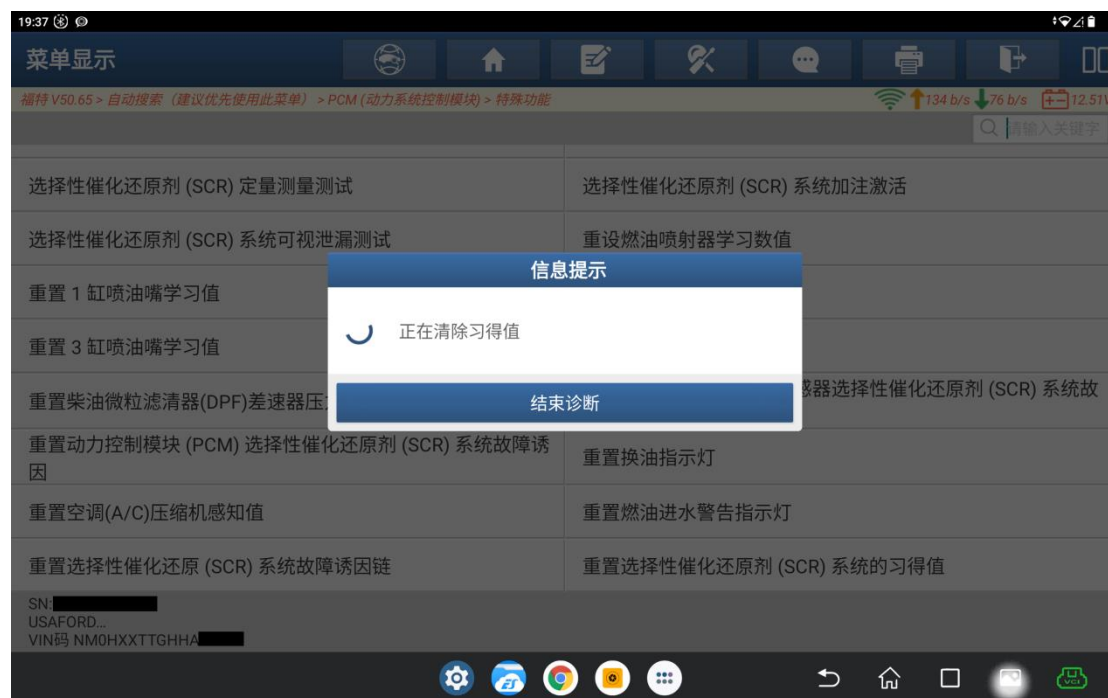 19:37
菜单显示
福特 V50.65 > 自动搜索（建议优先使用此菜单） > PCM (动力系统控制模块) > 特殊功能
134 b/s 76 b/s 12.51V
请输入关键字
选择性催化还原剂 (SCR) 定量测量测试
选择性催化还原剂 (SCR) 系统加注激活
选择性催化还原剂 (SCR) 系统可视泄漏测试
重设燃油喷射器学习数值
信息提示
重置 1 缸喷油嘴学习值
正在清除习得值
重置 3 缸喷油嘴学习值
重置柴油微粒滤清器(DPF)差速器压
结束诊断
感器选择性催化还原剂 (SCR) 系统故
重置动力控制模块 (PCM) 选择性催化还原剂 (SCR) 系统故障诱
因
重置换油指示灯
重置空调(A/C)压缩机感知值
重置燃油进水警告指示灯
重置选择性催化还原 (SCR) 系统故障诱因链
重置选择性催化还原剂 (SCR) 系统的习得值
SN:
USAFORD...
VIN码 NM0HXXTTGHHA
ES
VCI